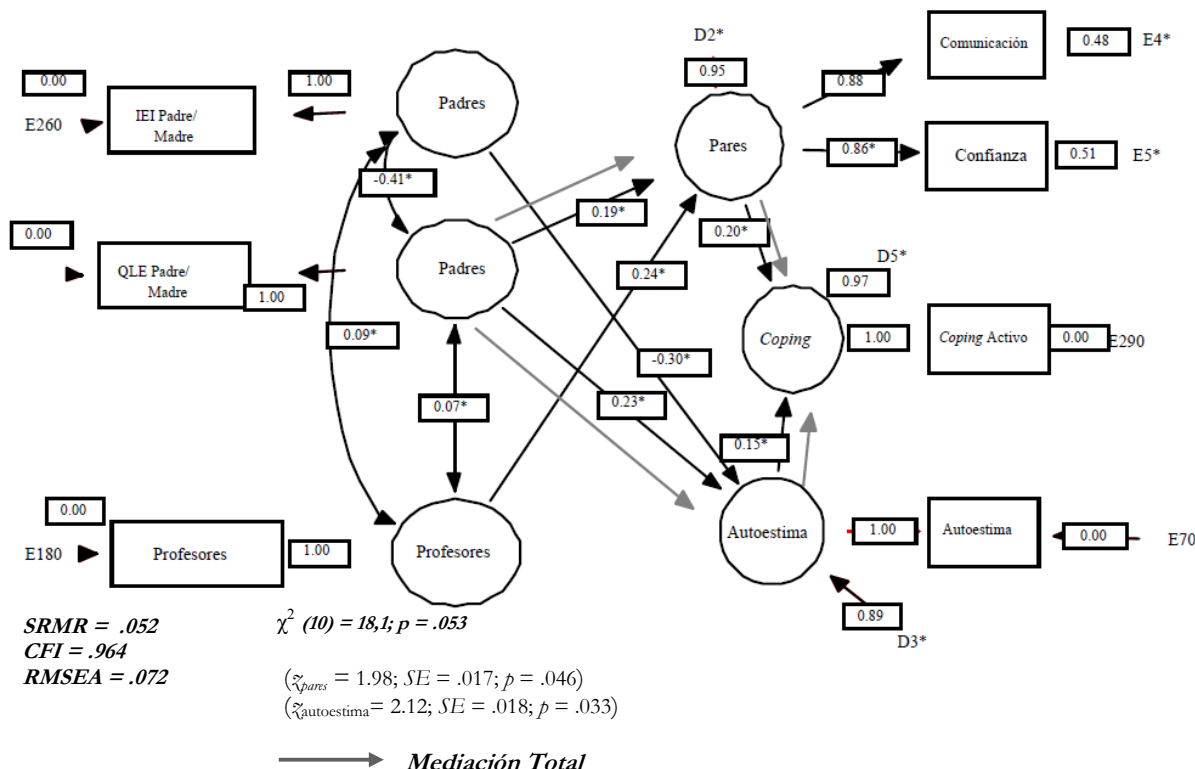 D2*
0.95
Comunicación
0.48
E4*
0.00
1.00
0.88
E260
IEI Padre/
Madre
Padres
Pares
0.86*
Confianza
0.51
E5*
-0.41*
0.19*
0.20*
0.00
QLE Padre/
Madre
1.00
Padres
0.24*
D5*
0.97
0.09*
Coping
1.00
Coping Activo
0.00
E290
-0.30*
0.07*
0.23*
0.15*
0.00
E180
Profesores
1.00
Profesores
Autoestima
1.00
Autoestima
0.00
E70
0.89
D3*
SRMR = .052
χ² (10) = 18,1; p = .053
CFI = .964
RMSEA = .072
(zpares = 1.98; SE = .017; p = .046)
(zautoestima= 2.12; SE = .018; p = .033)
Mediación Total